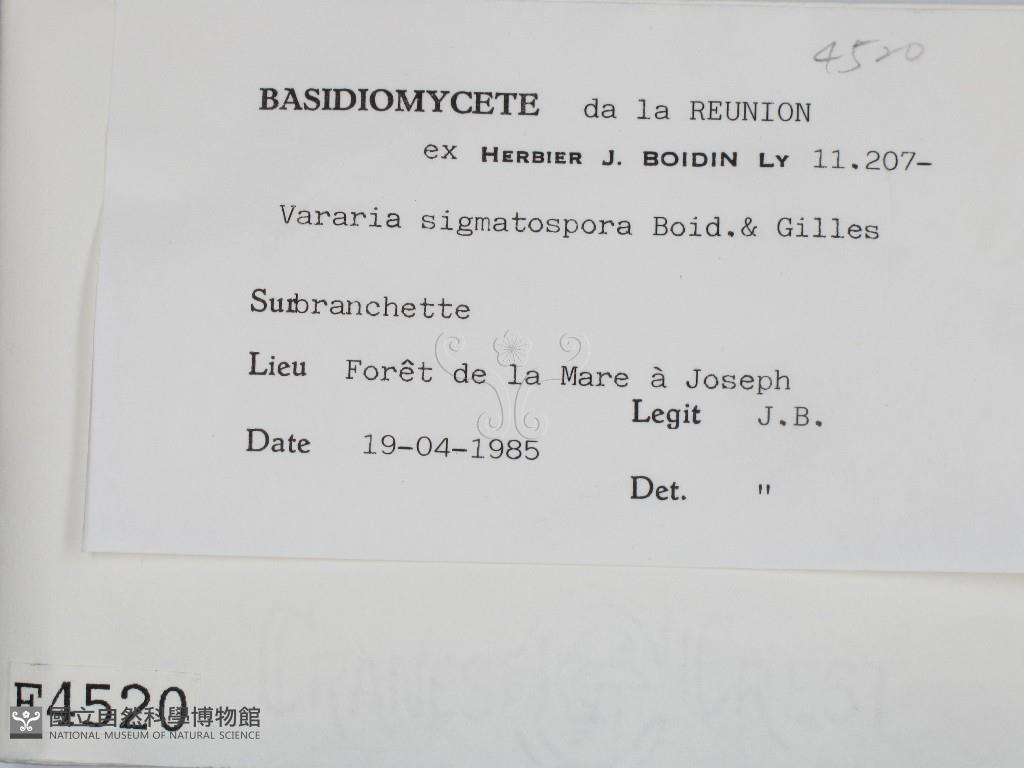 4520
BASIDIOMYCETE da la REUNION
ex HERBIER J. BOIDIN LY 11.207-
Vararia sigmatospora Boid.& Gilles
Sur branchette
Lieu Forêt de la Mare à Joseph
Legit J.B.
Date 19-04-1985
Det. "
F4520
國立自然科學博物館
NATIONAL MUSEUM OF NATURAL SCIENCE